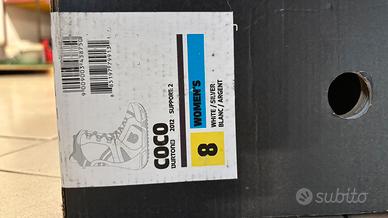 COCO
BURTON
2012 SUPPORT: 2
WOMEN'S
8
WHITE / SILVER
BLANC / ARGENT
subito